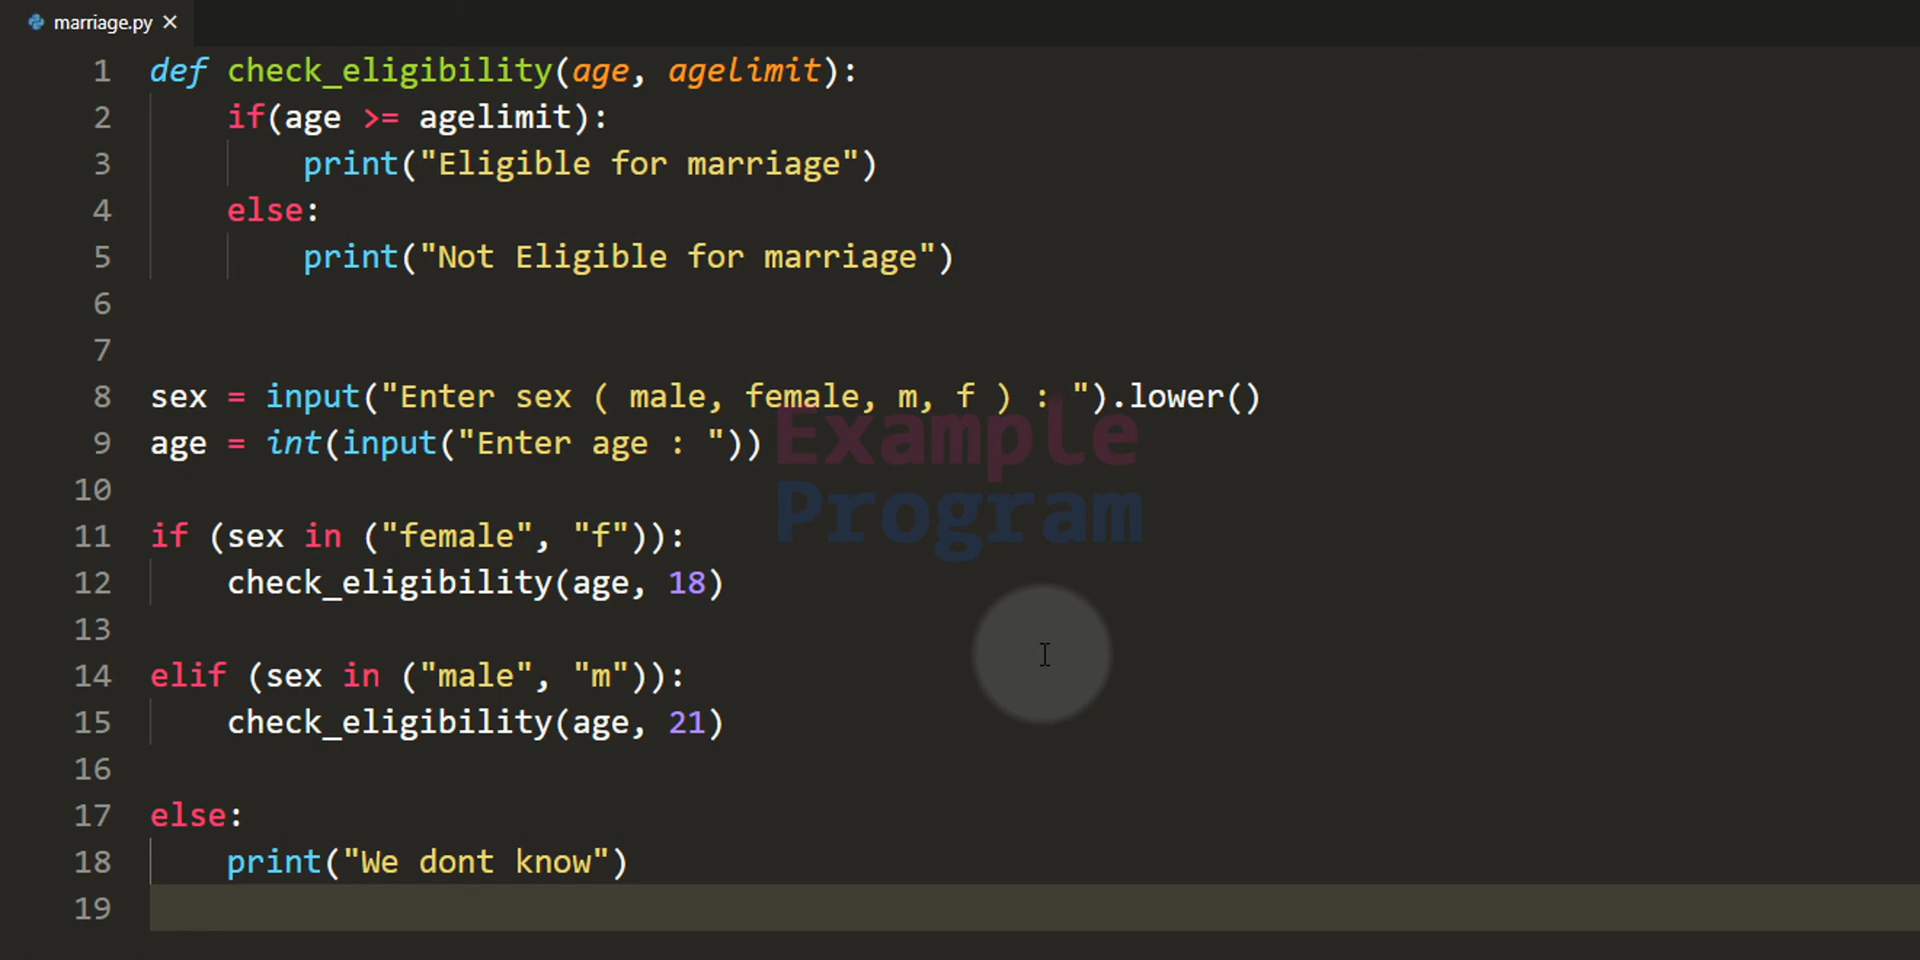 marriage.py ×
1 def check_eligibility(age, agelimit):
2     if(age >= agelimit):
3         print("Eligible for marriage")
4     else:
5         print("Not Eligible for marriage")
6
7
8 sex = input("Enter sex ( male, female, m, f ) : ").lower()
9 age = int(input("Enter age : "))
10
11 if (sex in ("female", "f")):
12     check_eligibility(age, 18)
13
14 elif (sex in ("male", "m")):
15     check_eligibility(age, 21)
16
17 else:
18     print("We dont know")
19
Example
Program